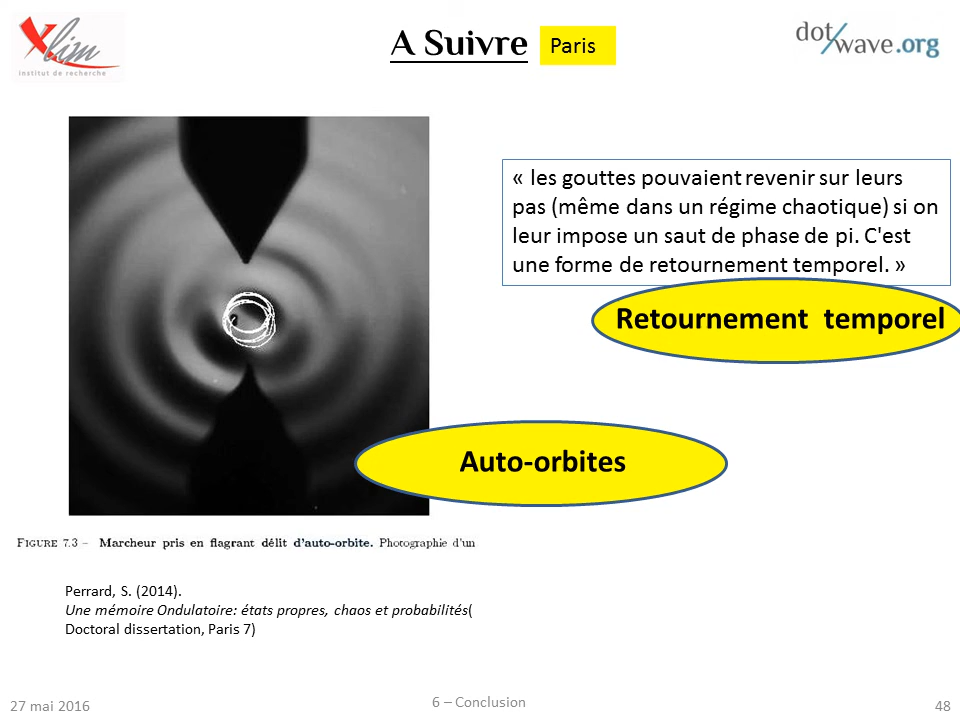 Xlim
institut de recherche
A Suivre
Paris
dot/wave.org
« les gouttes pouvaient revenir sur leurs
pas (même dans un régime chaotique) si on
leur impose un saut de phase de pi. C'est
une forme de retournement temporel. »
Retournement temporel
Auto-orbites
FIGURE 7.3 – Marcheur pris en flagrant délit d'auto-orbite. Photographie d'un
Perrard, S. (2014).
Une mémoire Ondulatoire: états propres, chaos et probabilités(
Doctoral dissertation, Paris 7)
27 mai 2016
6 – Conclusion
48